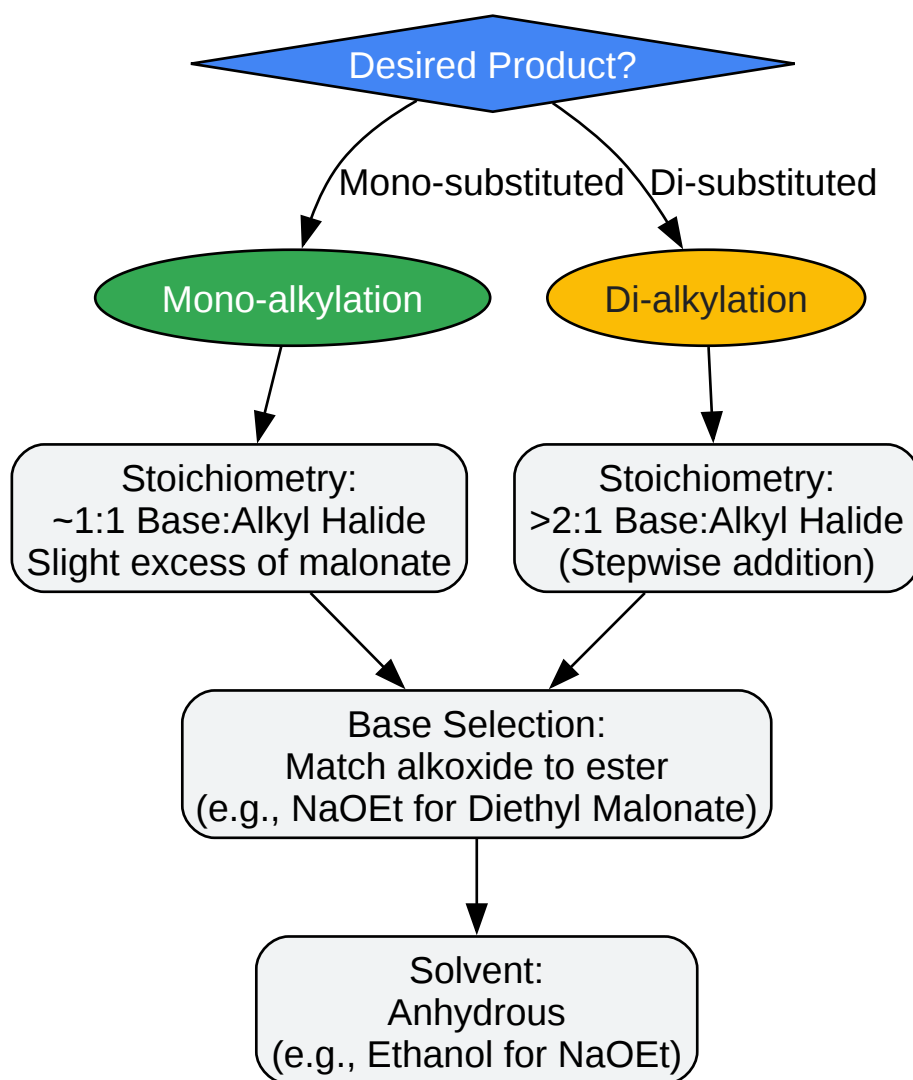 Desired Product?
Mono-substituted
Di-substituted
Mono-alkylation
Di-alkylation
Stoichiometry:
~1:1 Base:Alkyl Halide
Slight excess of malonate
Stoichiometry:
>2:1 Base:Alkyl Halide
(Stepwise addition)
Base Selection:
Match alkoxide to ester
(e.g., NaOEt for Diethyl Malonate)
Solvent:
Anhydrous
(e.g., Ethanol for NaOEt)